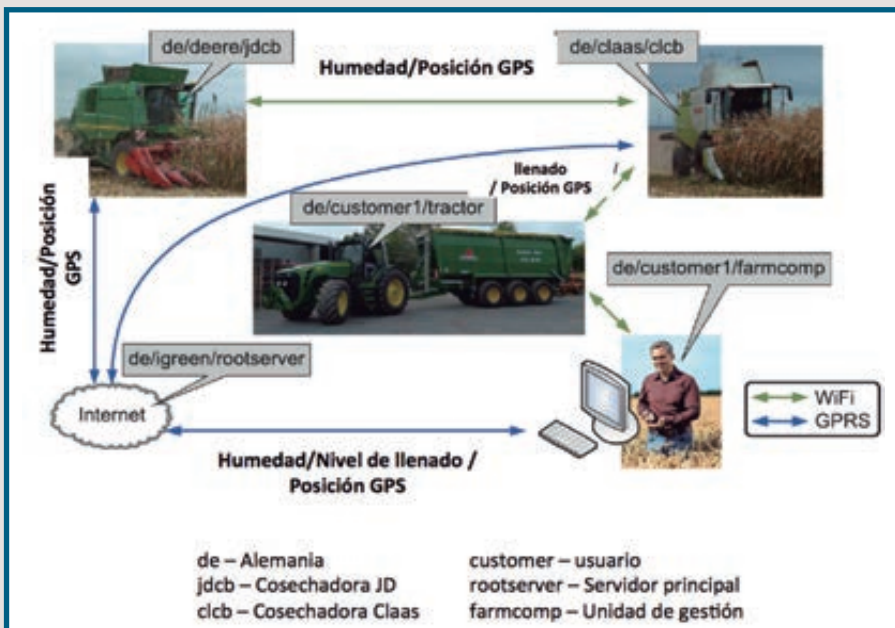 de/deere/jdcb
de/claas/clcb
Humedad/Posición GPS
llenado /
/ Posición GPS
de/customer1/tractor
de/customer1/farmcomp
Humedad/Posición
GPS
de/igreen/rootserver
Internet
WiFi
GPRS
Humedad/Nivel de llenado /
Posición GPS
de – Alemania
jdcb – Cosechadora JD
clcb – Cosechadora Claas
customer – usuario
rootserver – Servidor principal
farmcomp – Unidad de gestión